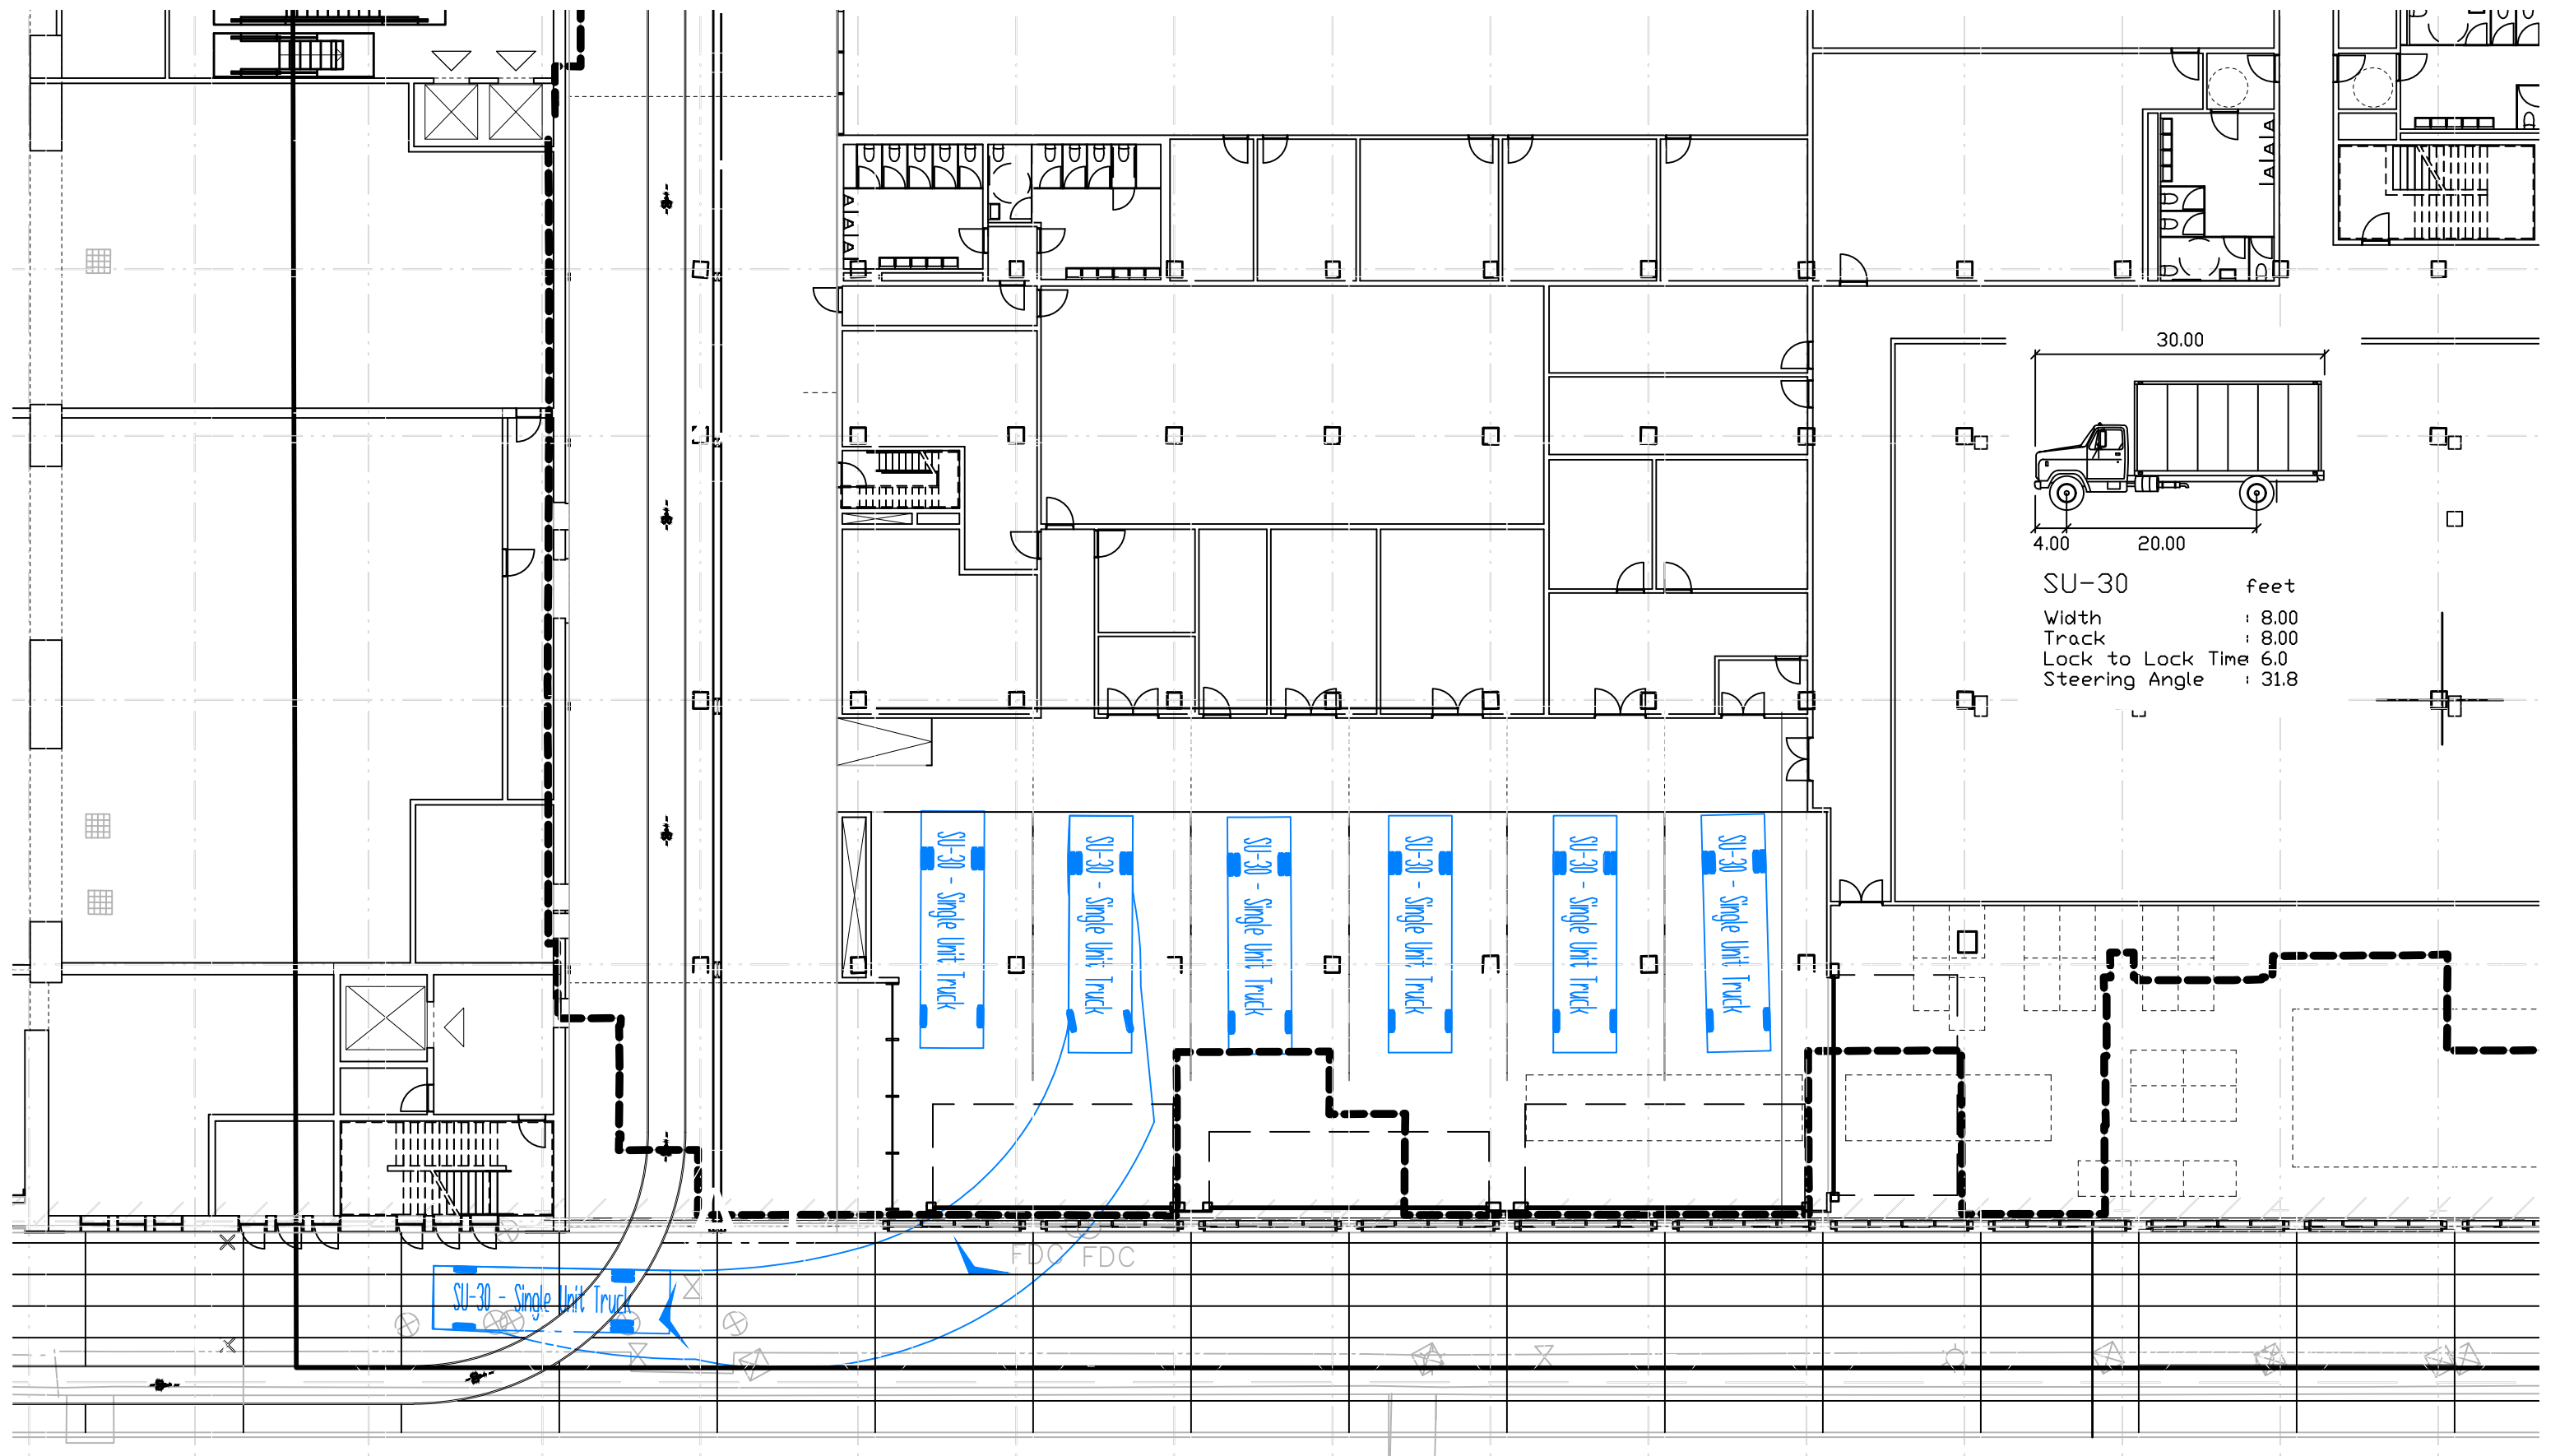 30.00
4.00 20.00
SU-30 feet
Width : 8.00
Track : 8.00
Lock to Lock Time : 6.0
Steering Angle : 31.8
SU-30 - Single Unit Truck
SU-30 - Single Unit Truck
SU-30 - Single Unit Truck
SU-30 - Single Unit Truck
SU-30 - Single Unit Truck
SU-30 - Single Unit Truck
FDC FDC
SU-30 - Single Unit Truck